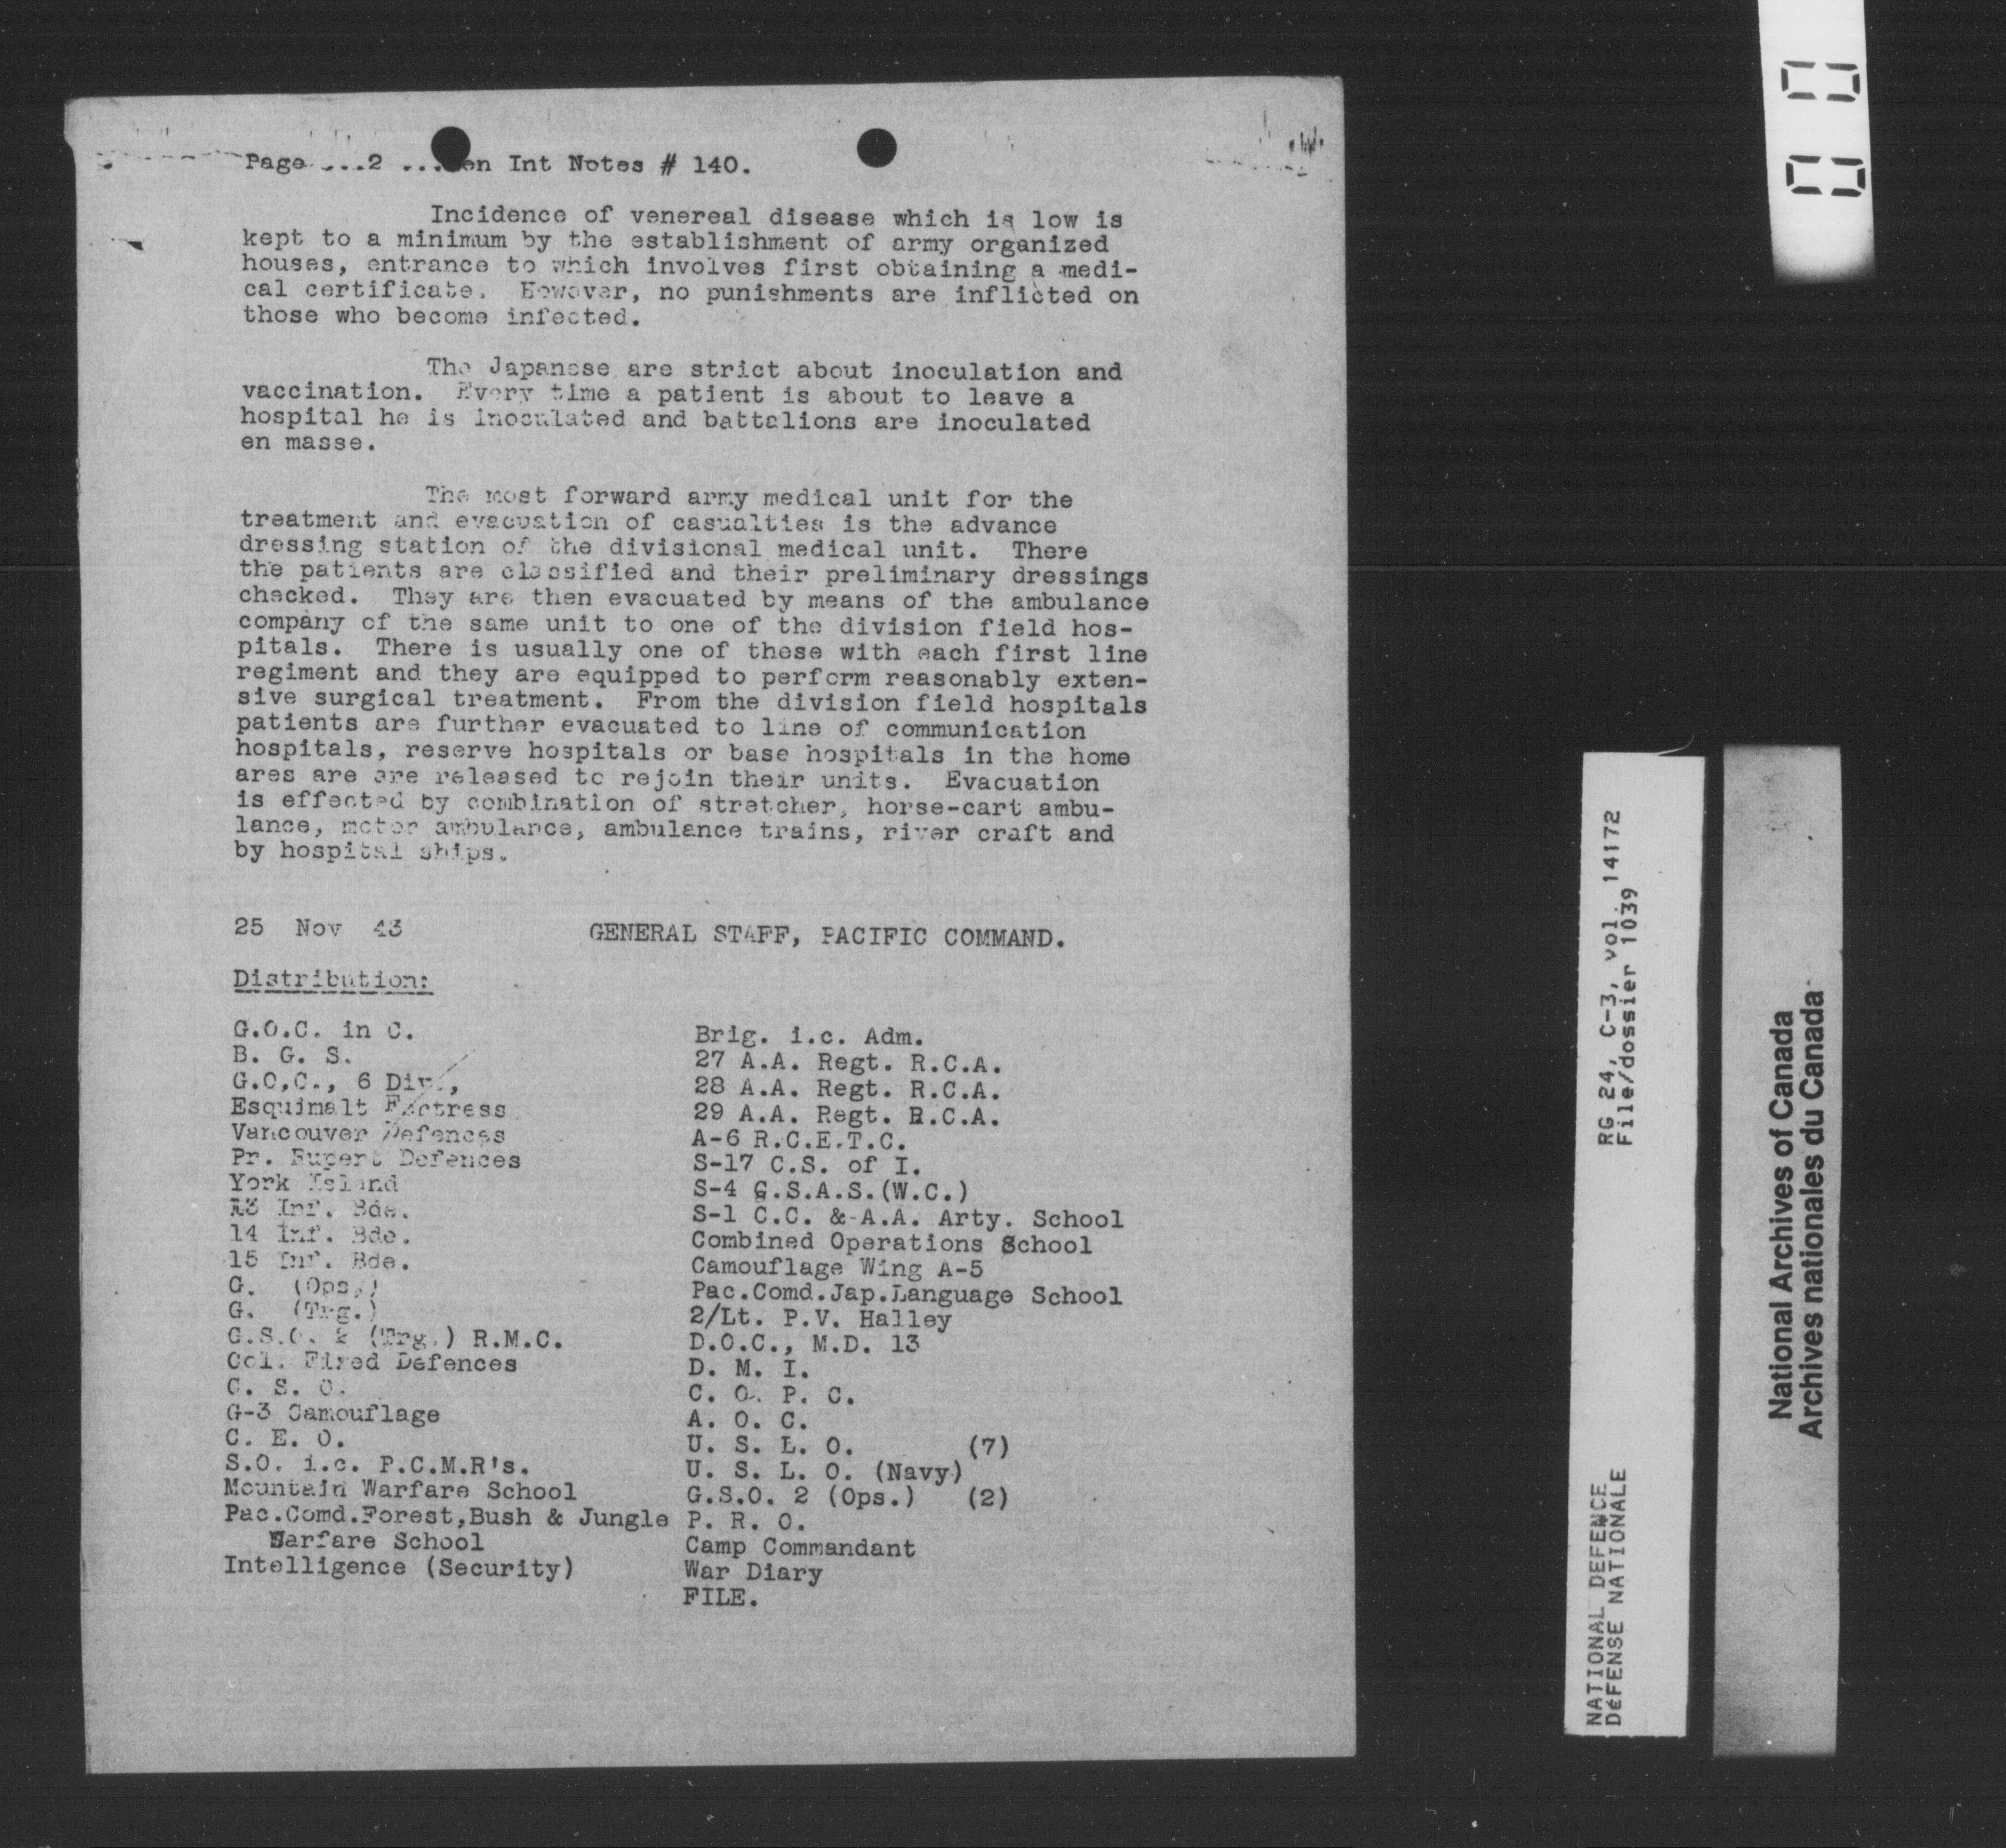 Page ...2 ... en Int Notes # 140.
Incidence of venereal disease which is low is
kept to a minimum by the establishment of army organized
houses, entrance to which involves first obtaining a medi-
cal certificate. However, no punishments are inflicted on
those who become infected.
The Japanese are strict about inoculation and
vaccination. Every time a patient is about to leave a
hospital he is inoculated and battalions are inoculated
en masse.
The most forward army medical unit for the
treatment and evacuation of casualties is the advance
dressing station of the divisional medical unit. There
the patients are classified and their preliminary dressings
checked. They are then evacuated by means of the ambulance
company of the same unit to one of the division field hos-
pitals. There is usually one of these with each first line
regiment and they are equipped to perform reasonably exten-
sive surgical treatment. From the division field hospitals
patients are further evacuated to line of communication
hospitals, reserve hospitals or base hospitals in the home
ares are are released to rejoin their units. Evacuation
is effected by combination of stretcher, horse-cart ambu-
lance, motor ambulance, ambulance trains, river craft and
by hospital ships.
25 Nov 43 GENERAL STAFF, PACIFIC COMMAND.
Distribution:
G.O.C. in C.
B. G. S.
G.O.C., 6 Div.,
Esquimalt Fortress
Vancouver Defences
Pr. Rupert Defences
York Island
13 Inf. Bde.
14 Inf. Bde.
15 Inf. Bde.
G. (Ops.)
G. (Trg.)
G.S.O. 2 (Trg.) R.M.C.
Col. Fixed Defences
C. S. O.
G-3 Camouflage
C. E. O.
S.O. i.c. P.C.M.R's.
Mountain Warfare School
Pac.Comd.Forest,Bush & Jungle
Warfare School
Intelligence (Security)
Brig. i.c. Adm.
27 A.A. Regt. R.C.A.
28 A.A. Regt. R.C.A.
29 A.A. Regt. R.C.A.
A-6 R.C.E.T.C.
S-17 C.S. of I.
S-4 G.S.A.S.(W.C.)
S-1 C.C. & A.A. Arty. School
Combined Operations School
Camouflage Wing A-5
Pac.Comd.Jap.Language School
2/Lt. P.V. Halley
D.O.C., M.D. 13
D. M. I.
C. O. P. C.
A. O. C.
U. S. L. O. (7)
U. S. L. O. (Navy)
G.S.O. 2 (Ops.) (2)
P. R. O.
Camp Commandant
War Diary
FILE.
NATIONAL DEFENCE RG 24, C-3, vol. 14172
DéFENSE NATIONALE File/dossier 1039
National Archives of Canada
Archives nationales du Canada